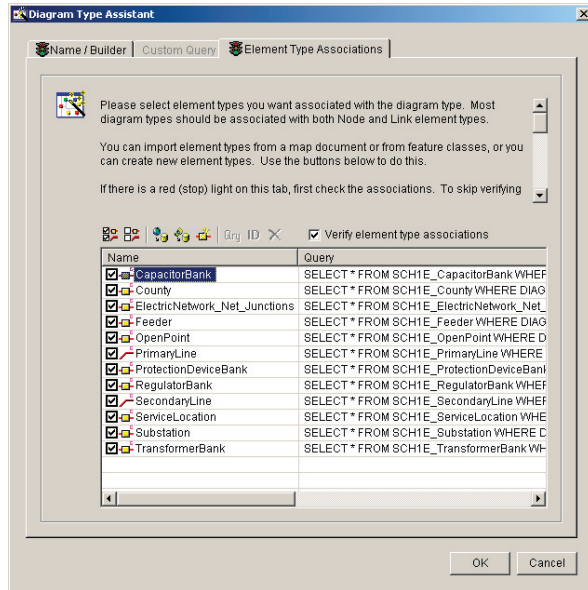 Diagram Type Assistant
Name / Builder
Custom Query
Element Type Associations
Please select element types you want associated with the diagram type. Most
diagram types should be associated with both Node and Link element types.
You can import element types from a map document or from feature classes, or you
can create new element types. Use the buttons below to do this.
If there is a red (stop) light on this tab, first check the associations. To skip verifying
Qry ID
Verify element type associations
Name Query
CapacitorBank SELECT * FROM SCH1E_CapacitorBank WHER
County SELECT * FROM SCH1E_County WHERE DIAG
ElectricNetwork_Net_Junctions SELECT * FROM SCH1E_ElectricNetwork_Net_
Feeder SELECT * FROM SCH1E_Feeder WHERE DIAG
OpenPoint SELECT * FROM SCH1E_OpenPoint WHERE D
PrimaryLine SELECT * FROM SCH1E_PrimaryLine WHERE
ProtectionDeviceBank SELECT * FROM SCH1E_ProtectionDeviceBank
RegulatorBank SELECT * FROM SCH1E_RegulatorBank WHER
SecondaryLine SELECT * FROM SCH1E_SecondaryLine WHER
ServiceLocation SELECT * FROM SCH1E_ServiceLocation WHE
Substation SELECT * FROM SCH1E_Substation WHERE D
TransformerBank SELECT * FROM SCH1E_TransformerBank WH
OK
Cancel